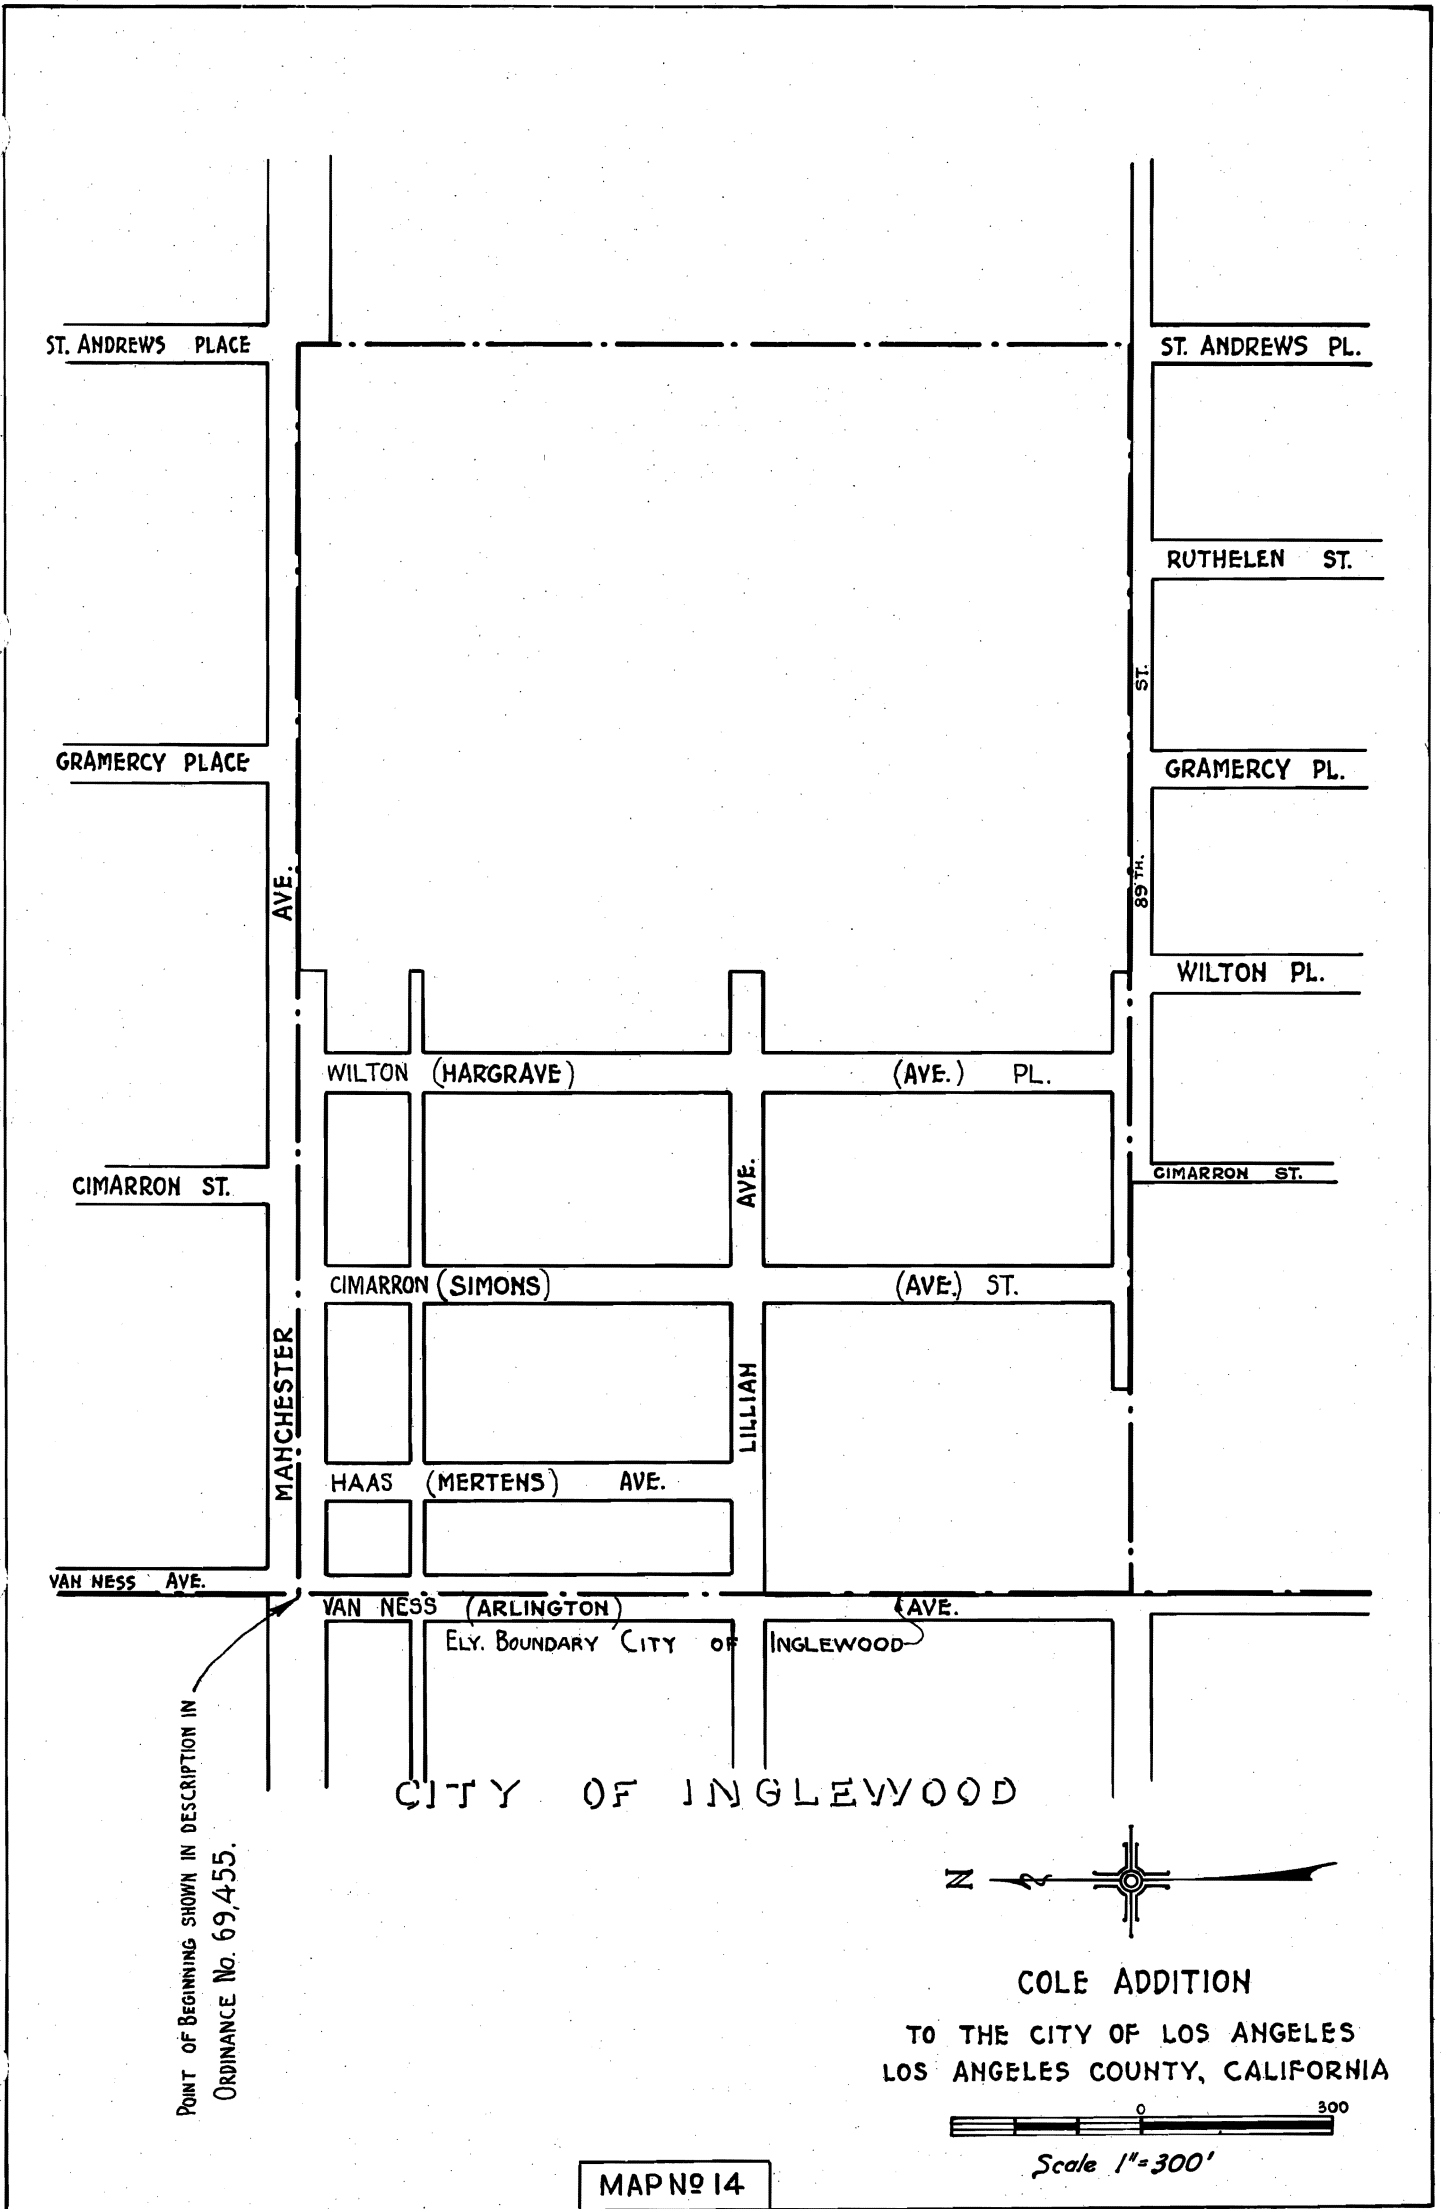 ST. ANDREWS PLACE
ST. ANDREWS PL.
RUTHELEN ST.
GRAMERCY PLACE
GRAMERCY PL.
MANCHESTER AVE.
89TH. ST.
WILTON PL.
WILTON (HARGRAVE) (AVE.) PL.
CIMARRON ST.
CIMARRON ST.
LILLIAN AVE.
CIMARRON (SIMONS) (AVE.) ST.
HAAS (MERTENS) AVE.
VAN NESS AVE.
VAN NESS (ARLINGTON) AVE.
ELY. BOUNDARY CITY OF INGLEWOOD
POINT OF BEGINNING SHOWN IN DESCRIPTION IN
ORDINANCE No. 69,455.
CITY OF INGLEWOOD
N
COLE ADDITION
TO THE CITY OF LOS ANGELES
LOS ANGELES COUNTY, CALIFORNIA
0 300
Scale 1"=300'
MAP Nº 14